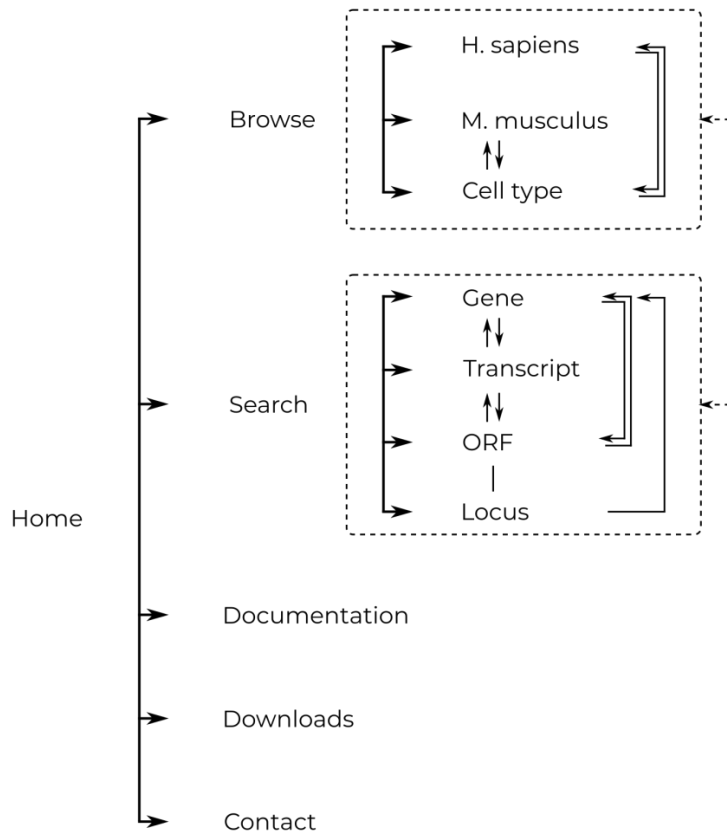 H. sapiens
Browse
M. musculus
Cell type
Gene
Transcript
Search
ORF
Locus
Home
Documentation
Downloads
Contact